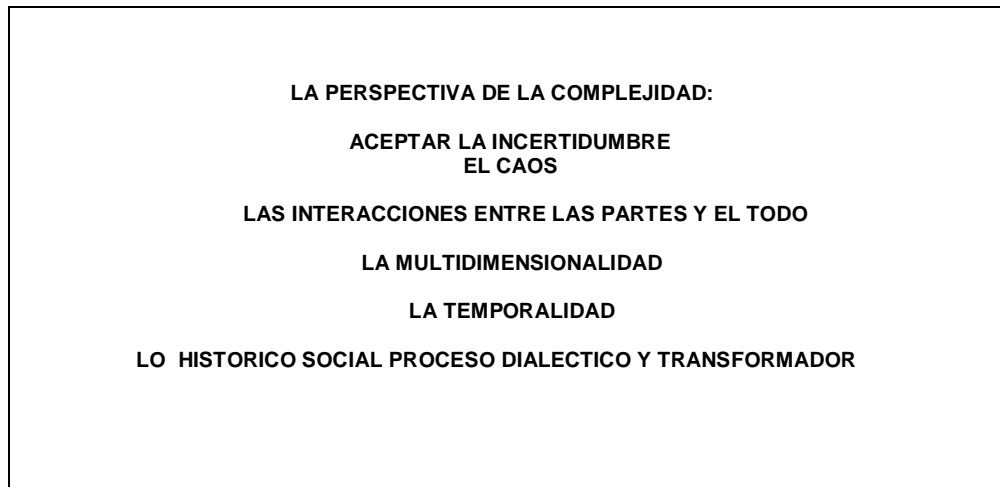 LA PERSPECTIVA DE LA COMPLEJIDAD:
ACEPTAR LA INCERTIDUMBRE
EL CAOS
LAS INTERACCIONES ENTRE LAS PARTES Y EL TODO
LA MULTIDIMENSIONALIDAD
LA TEMPORALIDAD
LO HISTORICO SOCIAL PROCESO DIALECTICO Y TRANSFORMADOR